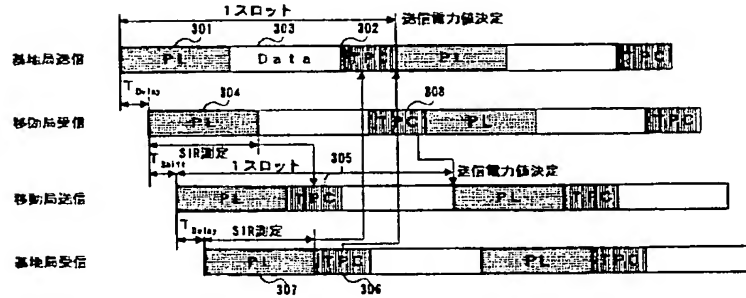 1スロット 送信電力値決定
301 303 302
基地局送信 PL Data TPC PL TPC
TDelay
304 308
移動局受信 PL TPC PL TPC
SIR測定
TShift 1スロット 305 送信電力値決定
移動局送信 PL TPC PL TPC
TDelay SIR測定
基地局受信 PL TPC PL TPC
307 306